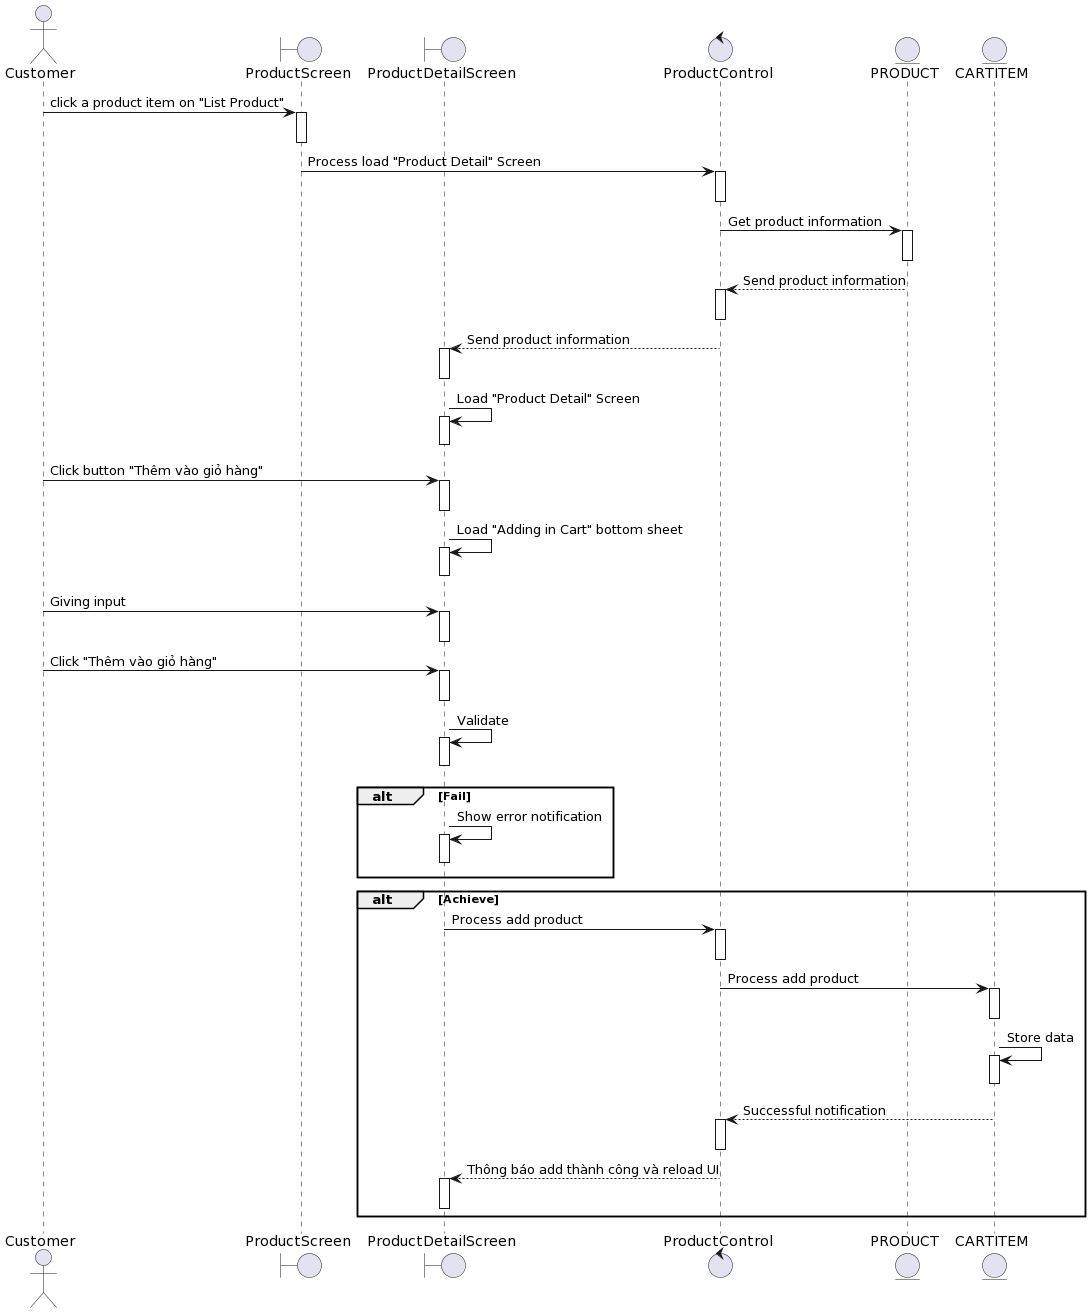 Customer
ProductScreen
ProductDetailScreen
ProductControl
PRODUCT
CARTITEM
click a product item on "List Product"
Process load "Product Detail" Screen
Get product information
Send product information
Send product information
Load "Product Detail" Screen
Click button "Thêm vào giỏ hàng"
Load "Adding in Cart" bottom sheet
Giving input
Click "Thêm vào giỏ hàng"
Validate
alt [Fail]
Show error notification
alt [Achieve]
Process add product
Process add product
Store data
Successful notification
Thông báo add thành công và reload UI
Customer
ProductScreen
ProductDetailScreen
ProductControl
PRODUCT
CARTITEM